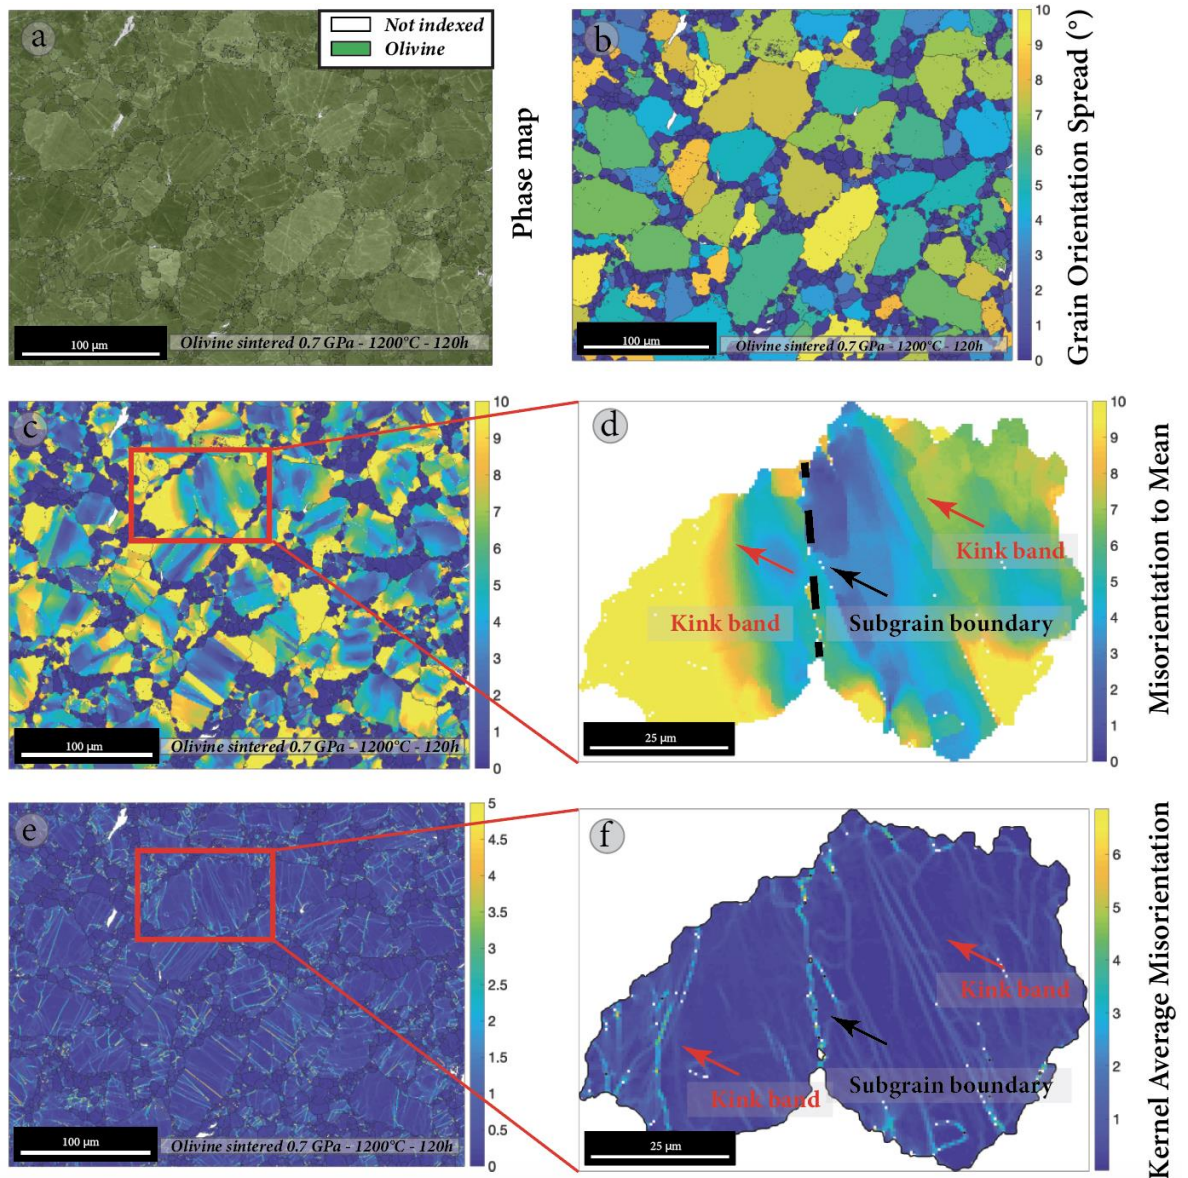 a
Not indexed
Olivine
100 µm
Olivine sintered 0.7 GPa - 1200°C - 120h
Phase map
b
100 µm
Olivine sintered 0.7 GPa - 1200°C - 120h
10
9
8
7
6
5
4
3
2
1
0
Grain Orientation Spread (°)
c
100 µm
Olivine sintered 0.7 GPa - 1200°C - 120h
10
9
8
7
6
5
4
3
2
1
0
d
Kink band
Kink band
Subgrain boundary
25 µm
10
9
8
7
6
5
4
3
2
1
0
Misorientation to Mean
e
100 µm
Olivine sintered 0.7 GPa - 1200°C - 120h
5
4.5
4
3.5
3
2.5
2
1.5
1
0.5
0
f
Kink band
Subgrain boundary
Kink band
25 µm
6
5
4
3
2
1
Kernel Average Misorientation